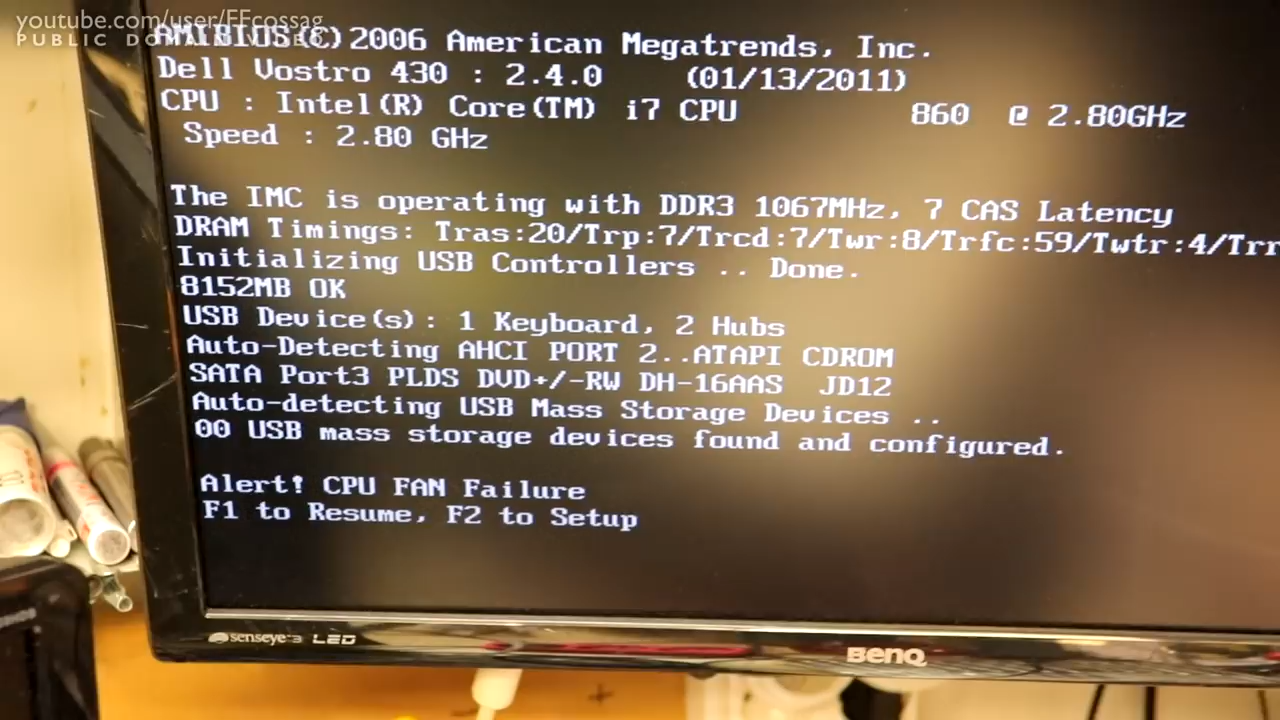 youtube.com/user/FFcossag
PUBLIC DOMAIN VIDEO
AMIBIOS(C)2006 American Megatrends, Inc.
Dell Vostro 430 : 2.4.0 (01/13/2011)
CPU : Intel(R) Core(TM) i7 CPU 860 @ 2.80GHz
Speed : 2.80 GHz
The IMC is operating with DDR3 1067MHz, 7 CAS Latency
DRAM Timings: Tras:20/Trp:7/Trcd:7/Twr:8/Trfc:59/Twtr:4/Trr
Initializing USB Controllers .. Done.
8152MB OK
USB Device(s): 1 Keyboard, 2 Hubs
Auto-Detecting AHCI PORT 2..ATAPI CDROM
SATA Port3 PLDS DVD+/-RW DH-16AAS JD12
Auto-detecting USB Mass Storage Devices ..
00 USB mass storage devices found and configured.
Alert! CPU FAN Failure
F1 to Resume, F2 to Setup
senseye3 LED
BenQ